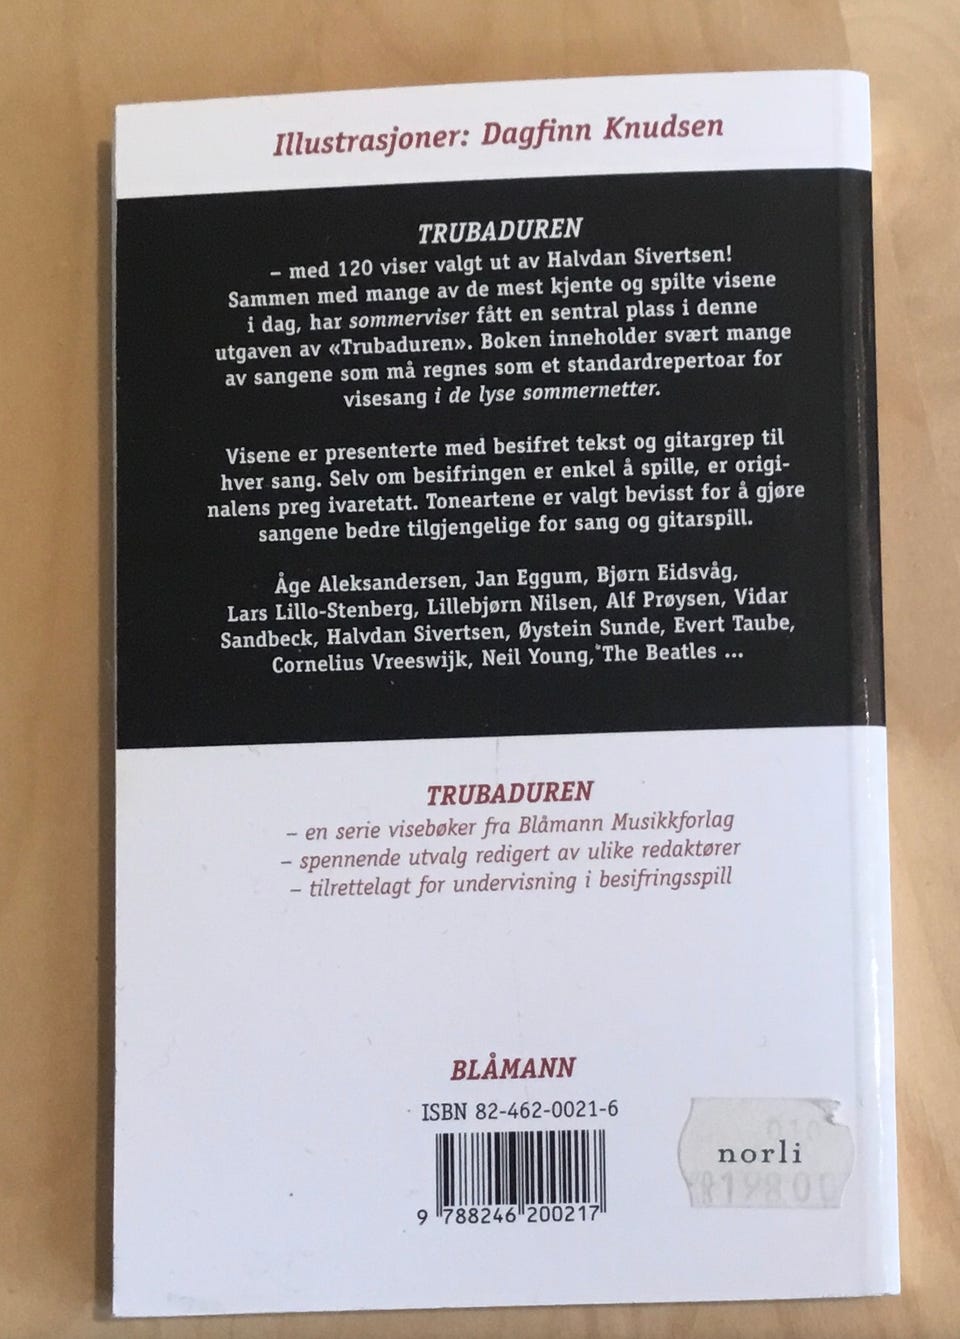 Illustrasjoner: Dagfinn Knudsen
TRUBADUREN
– med 120 viser valgt ut av Halvdan Sivertsen!
Sammen med mange av de mest kjente og spilte visene
i dag, har sommerviser fått en sentral plass i denne
utgaven av «Trubaduren». Boken inneholder svært mange
av sangene som må regnes som et standardrepertoar for
visesang i de lyse sommernetter.
Visene er presenterte med besifret tekst og gitargrep til
hver sang. Selv om besifringen er enkel å spille, er origi-
nalens preg ivaretatt. Toneartene er valgt bevisst for å gjøre
sangene bedre tilgjengelige for sang og gitarspill.
Åge Aleksandersen, Jan Eggum, Bjørn Eidsvåg,
Lars Lillo-Stenberg, Lillebjørn Nilsen, Alf Prøysen, Vidar
Sandbeck, Halvdan Sivertsen, Øystein Sunde, Evert Taube,
Cornelius Vreeswijk, Neil Young, The Beatles ...
TRUBADUREN
– en serie visebøker fra Blåmann Musikkforlag
– spennende utvalg redigert av ulike redaktører
– tilrettelagt for undervisning i besifringsspill
BLÅMANN
ISBN 82-462-0021-6
9 788246 200217
norli
198.00